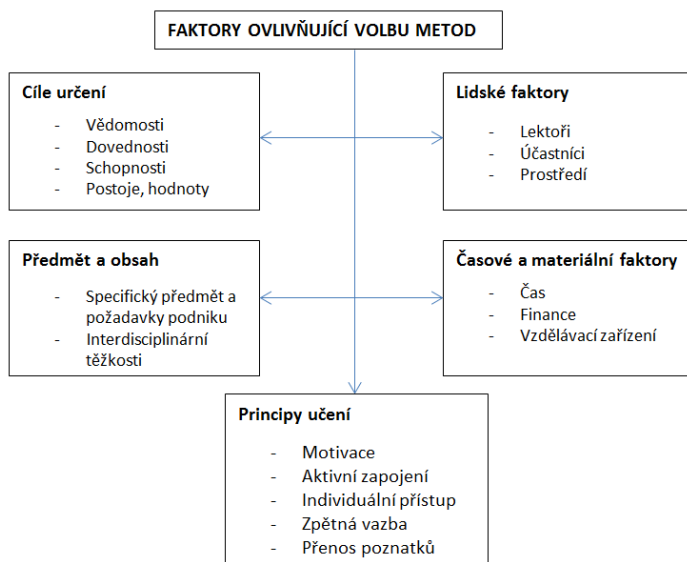 FAKTORY OVLIVŇUJÍCÍ VOLBU METOD
Cíle určení
- Vědomosti
- Dovednosti
- Schopnosti
- Postoje, hodnoty
Lidské faktory
- Lektoři
- Účastníci
- Prostředí
Předmět a obsah
- Specifický předmět a
požadavky podniku
- Interdisciplinární
těžkosti
Časové a materiální faktory
- Čas
- Finance
- Vzdělávací zařízení
Principy učení
- Motivace
- Aktivní zapojení
- Individuální přístup
- Zpětná vazba
- Přenos poznatků